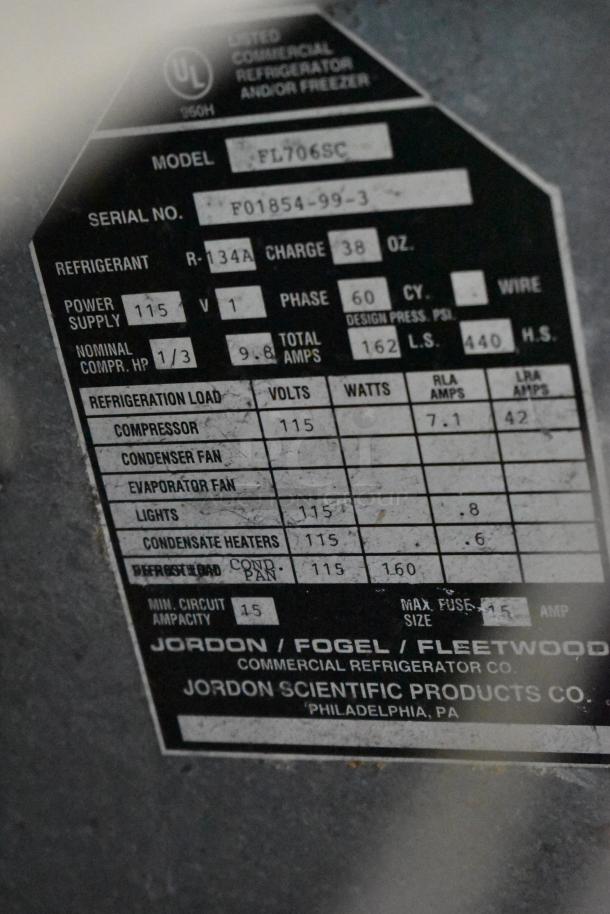 UL
LISTED
COMMERCIAL
REFRIGERATOR
AND/OR FREEZER
960H
MODEL FL706SC
SERIAL NO. F01854-99-3
REFRIGERANT R-134A CHARGE 38 OZ.
POWER SUPPLY 115 V 1 PHASE 60 CY. WIRE
DESIGN PRESS. PSI.
NOMINAL COMPR. HP 1/3 9.8 TOTAL AMPS 162 L.S. 440 H.S.
REFRIGERATION LOAD VOLTS WATTS RLA AMPS LRA AMPS
COMPRESSOR 115 7.1 42
CONDENSER FAN
EVAPORATOR FAN
LIGHTS 115 .8
CONDENSATE HEATERS 115 .6
COND. PAN 115 160
MIN. CIRCUIT AMPACITY 15 MAX. FUSE SIZE 15 AMP
JORDON / FOGEL / FLEETWOOD
COMMERCIAL REFRIGERATOR CO.
JORDON SCIENTIFIC PRODUCTS CO.
PHILADELPHIA, PA